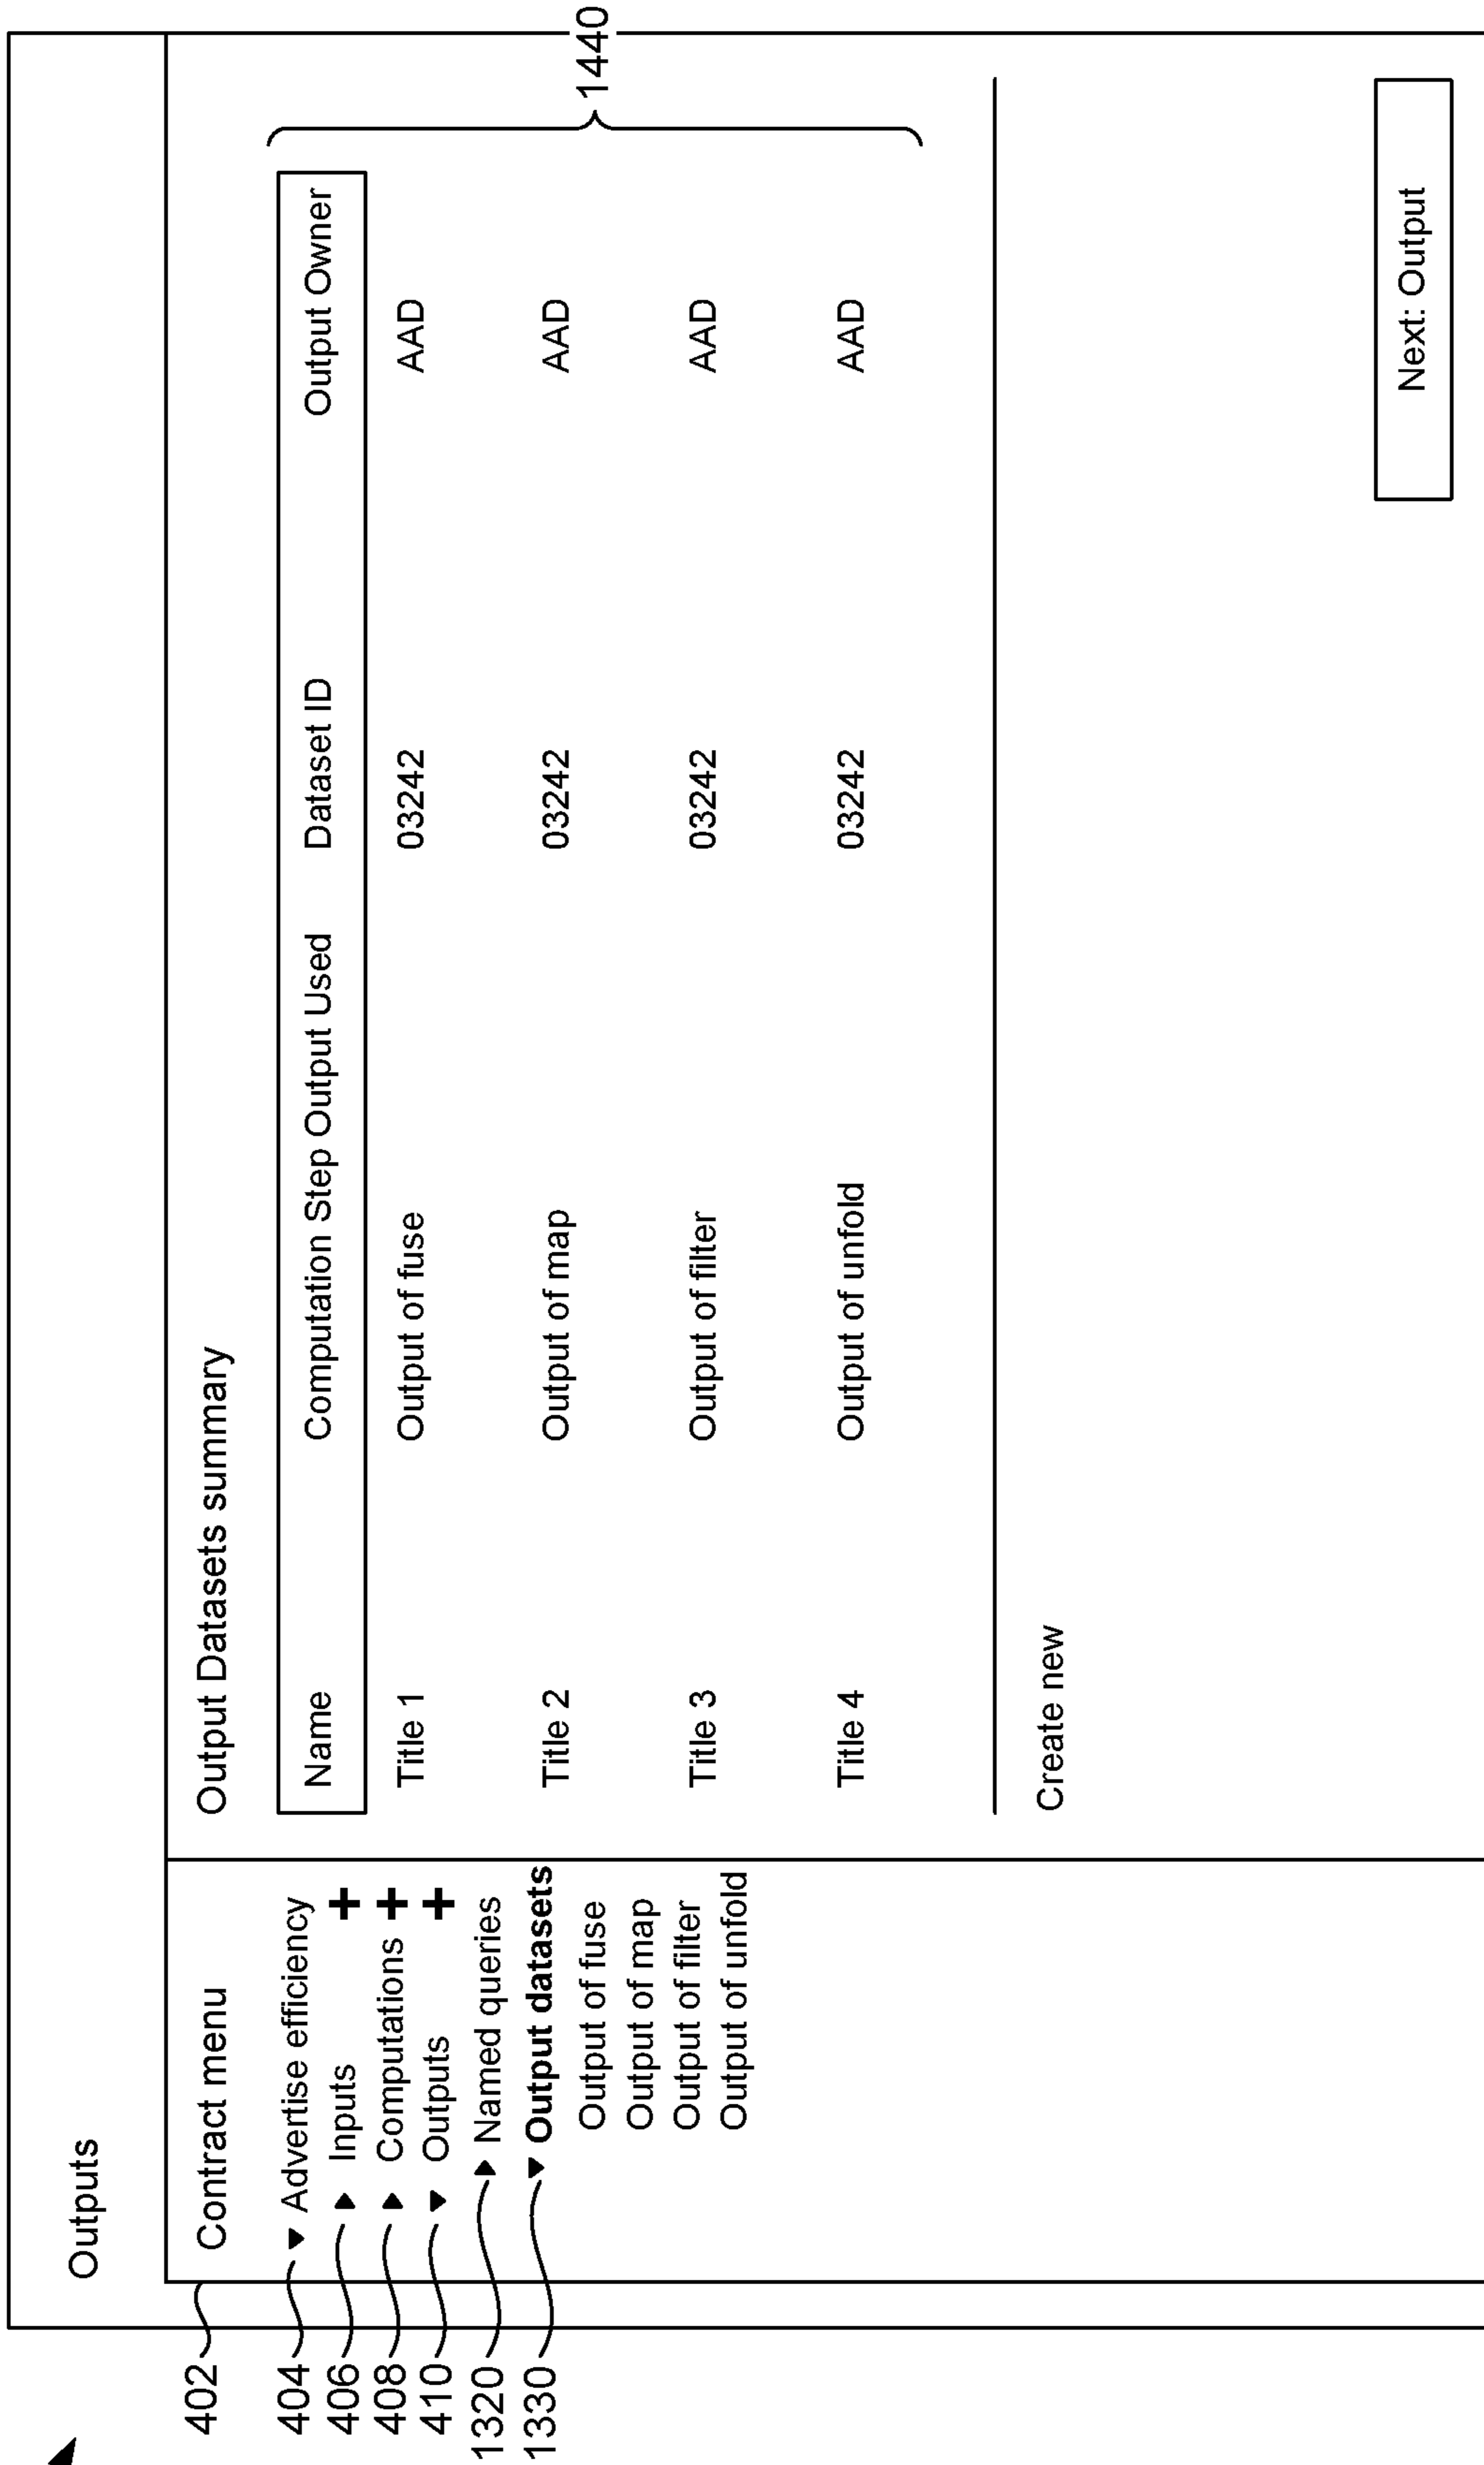 Outputs
402
Contract menu
404
Advertise efficiency
406
Inputs +
408
Computations +
410
Outputs +
1320
Named queries
1330
Output datasets
Output of fuse
Output of map
Output of filter
Output of unfold
Output Datasets summary
Name Computation Step Output Used Dataset ID Output Owner
Title 1 Output of fuse 03242 AAD
Title 2 Output of map 03242 AAD
Title 3 Output of filter 03242 AAD
Title 4 Output of unfold 03242 AAD
1440
Create new
Next: Output